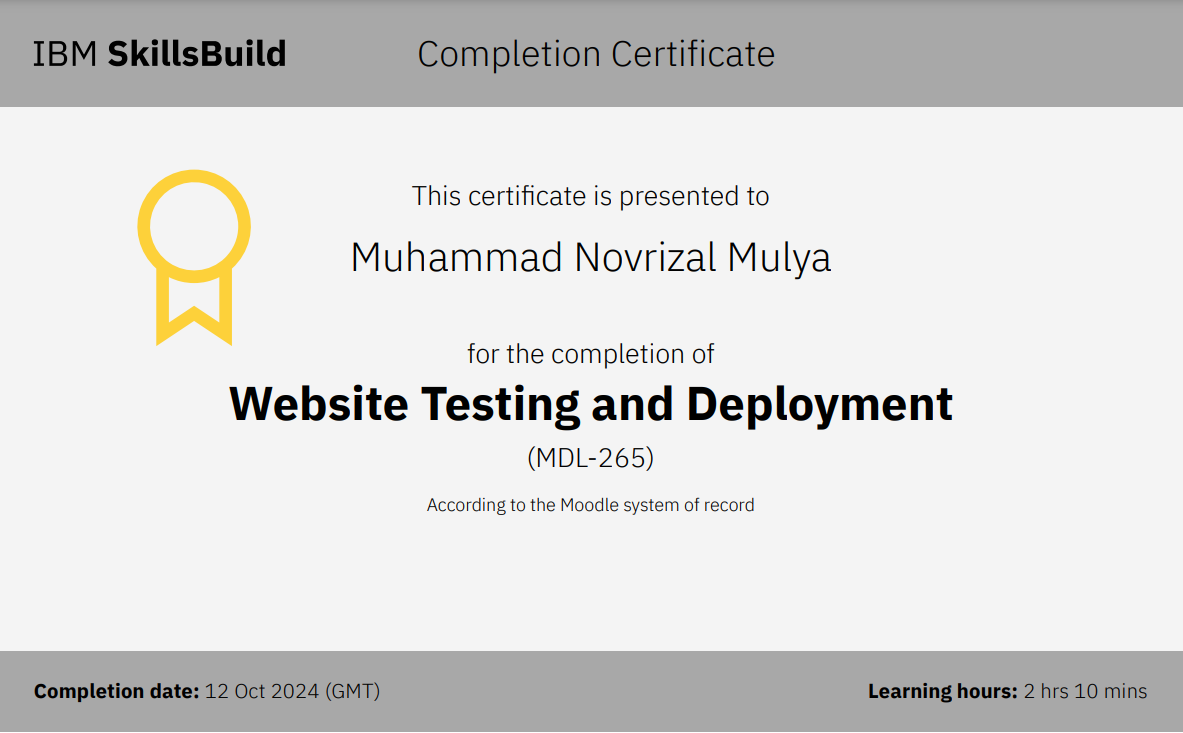 IBM SkillsBuild
Completion Certificate
This certificate is presented to
Muhammad Novrizal Mulya
for the completion of
Website Testing and Deployment
(MDL-265)
According to the Moodle system of record
Completion date: 12 Oct 2024 (GMT)
Learning hours: 2 hrs 10 mins